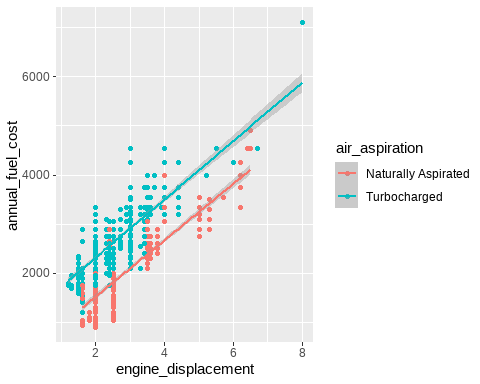 annual_fuel_cost
6000
4000
2000
2
4
6
8
engine_displacement
air_aspiration
Naturally Aspirated
Turbocharged